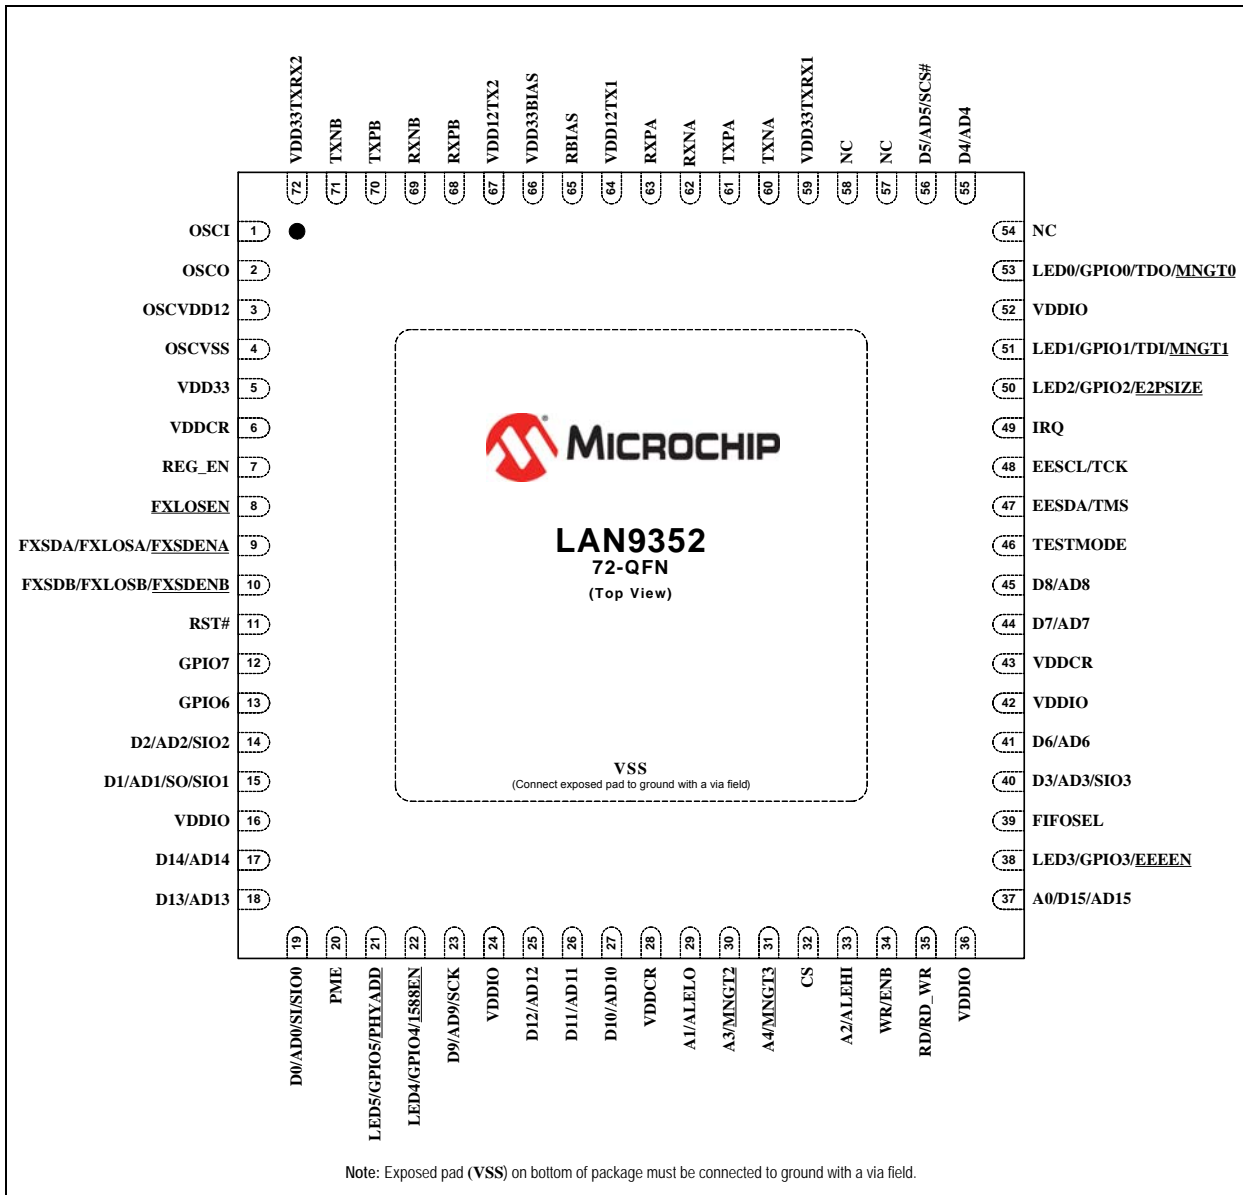 VDD33TXRX2
TXNB
TXPB
RXNB
RXPB
VDD12TX2
VDD33BIAS
RBIAS
VDD12TX1
RXPA
RXNA
TXPA
TXNA
VDD33TXRX1
NC
NC
D5/AD5/SCS#
D4/AD4
72
71
70
69
68
67
66
65
64
63
62
61
60
59
58
57
56
55
OSCI 1
OSCO 2
OSCVDD12 3
OSCVSS 4
VDD33 5
VDDCR 6
REG_EN 7
FXLOSEN 8
FXSDA/FXLOSA/FXSDENA 9
FXSDB/FXLOSB/FXSDENB 10
RST# 11
GPIO7 12
GPIO6 13
D2/AD2/SIO2 14
D1/AD1/SO/SIO1 15
VDDIO 16
D14/AD14 17
D13/AD13 18
MICROCHIP
LAN9352
72-QFN
(Top View)
VSS
(Connect exposed pad to ground with a via field)
54 NC
53 LED0/GPIO0/TDO/MNGT0
52 VDDIO
51 LED1/GPIO1/TDI/MNGT1
50 LED2/GPIO2/E2PSIZE
49 IRQ
48 EESCL/TCK
47 EESDA/TMS
46 TESTMODE
45 D8/AD8
44 D7/AD7
43 VDDCR
42 VDDIO
41 D6/AD6
40 D3/AD3/SIO3
39 FIFOSEL
38 LED3/GPIO3/EEEEN
37 A0/D15/AD15
19
20
21
22
23
24
25
26
27
28
29
30
31
32
33
34
35
36
D0/AD0/SI/SIO0
PME
LED5/GPIO5/PHYADD
LED4/GPIO4/1588EN
D9/AD9/SCK
VDDIO
D12/AD12
D11/AD11
D10/AD10
VDDCR
A1/ALELO
A3/MNGT2
A4/MNGT3
CS
A2/ALEHI
WR/ENB
RD/RD_WR
VDDIO
Note: Exposed pad (VSS) on bottom of package must be connected to ground with a via field.